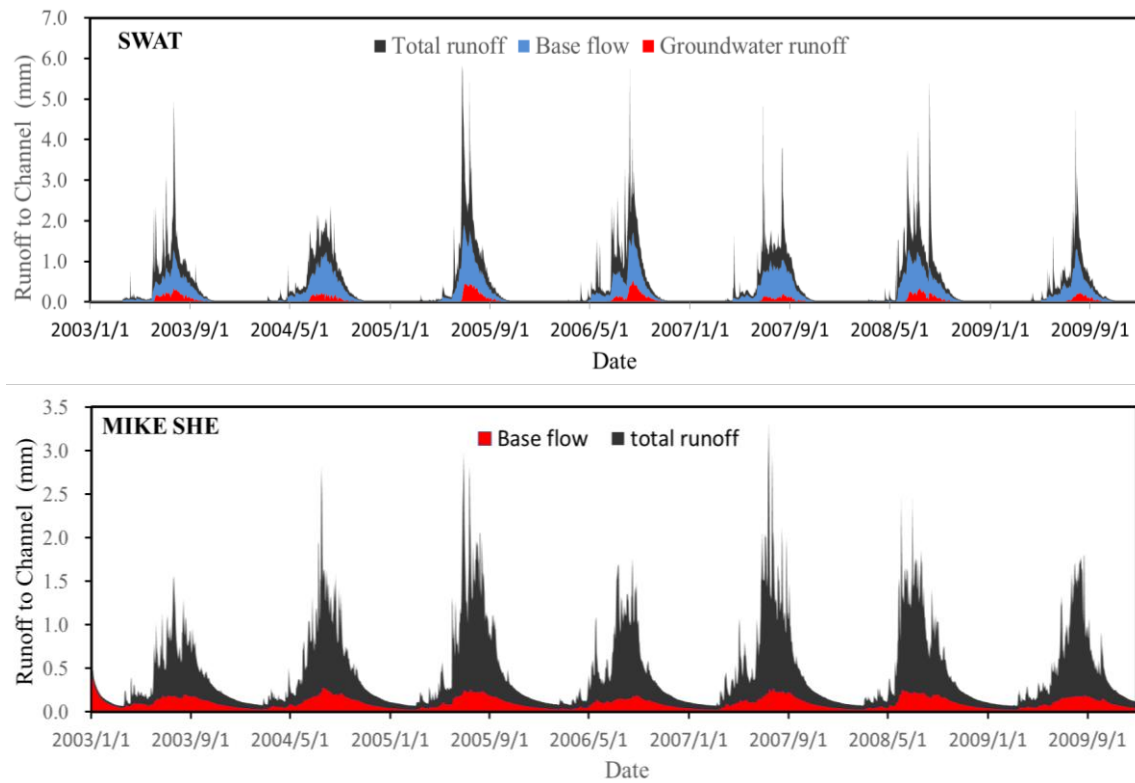 7.0
SWAT
Total runoff Base flow Groundwater runoff
6.0
5.0
4.0
3.0
2.0
1.0
0.0
Runoff to Channel (mm)
2003/1/1 2003/9/1 2004/5/1 2005/1/1 2005/9/1 2006/5/1 2007/1/1 2007/9/1 2008/5/1 2009/1/1 2009/9/1
Date
3.5
MIKE SHE
Base flow total runoff
3.0
2.5
2.0
1.5
1.0
0.5
0.0
Runoff to Channel (mm)
2003/1/1 2003/9/1 2004/5/1 2005/1/1 2005/9/1 2006/5/1 2007/1/1 2007/9/1 2008/5/1 2009/1/1 2009/9/1
Date